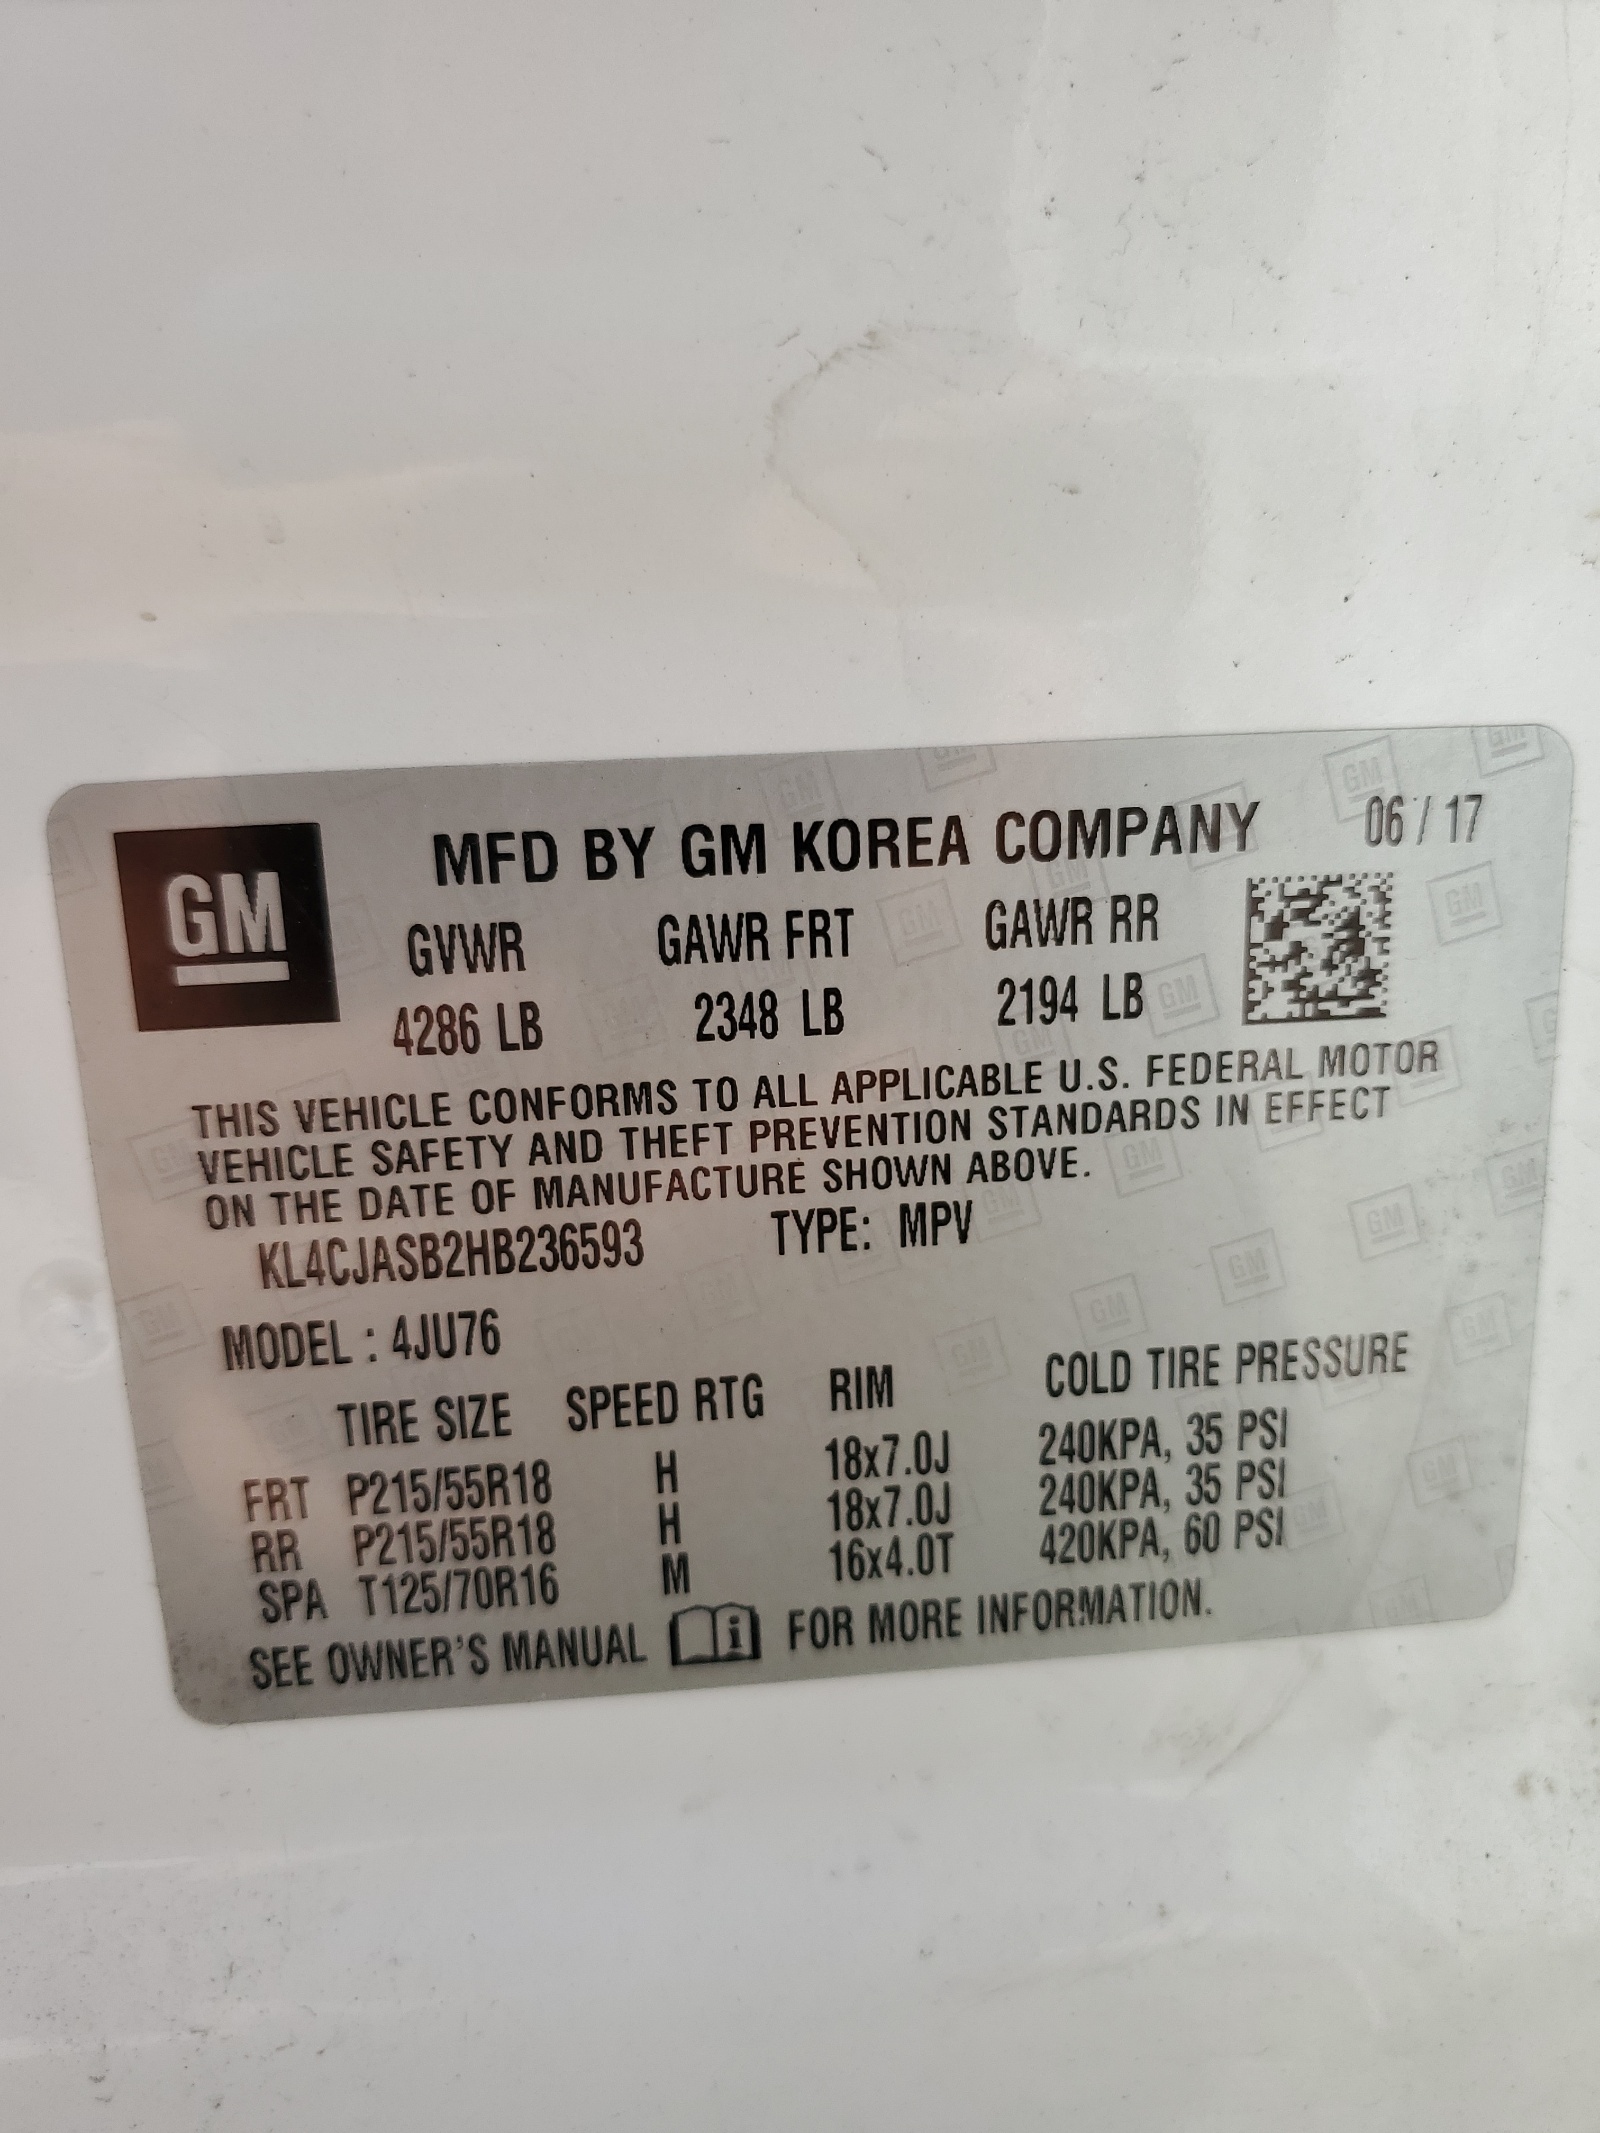 GM
MFD BY GM KOREA COMPANY 06 / 17
GVWR GAWR FRT GAWR RR
4286 LB 2348 LB 2194 LB
THIS VEHICLE CONFORMS TO ALL APPLICABLE U.S. FEDERAL MOTOR
VEHICLE SAFETY AND THEFT PREVENTION STANDARDS IN EFFECT
ON THE DATE OF MANUFACTURE SHOWN ABOVE.
KL4CJASB2HB236593 TYPE: MPV
MODEL : 4JU76
TIRE SIZE SPEED RTG RIM COLD TIRE PRESSURE
FRT P215/55R18 H 18x7.0J 240KPA, 35 PSI
RR P215/55R18 H 18x7.0J 240KPA, 35 PSI
SPA T125/70R16 M 16x4.0T 420KPA, 60 PSI
SEE OWNER'S MANUAL i FOR MORE INFORMATION.